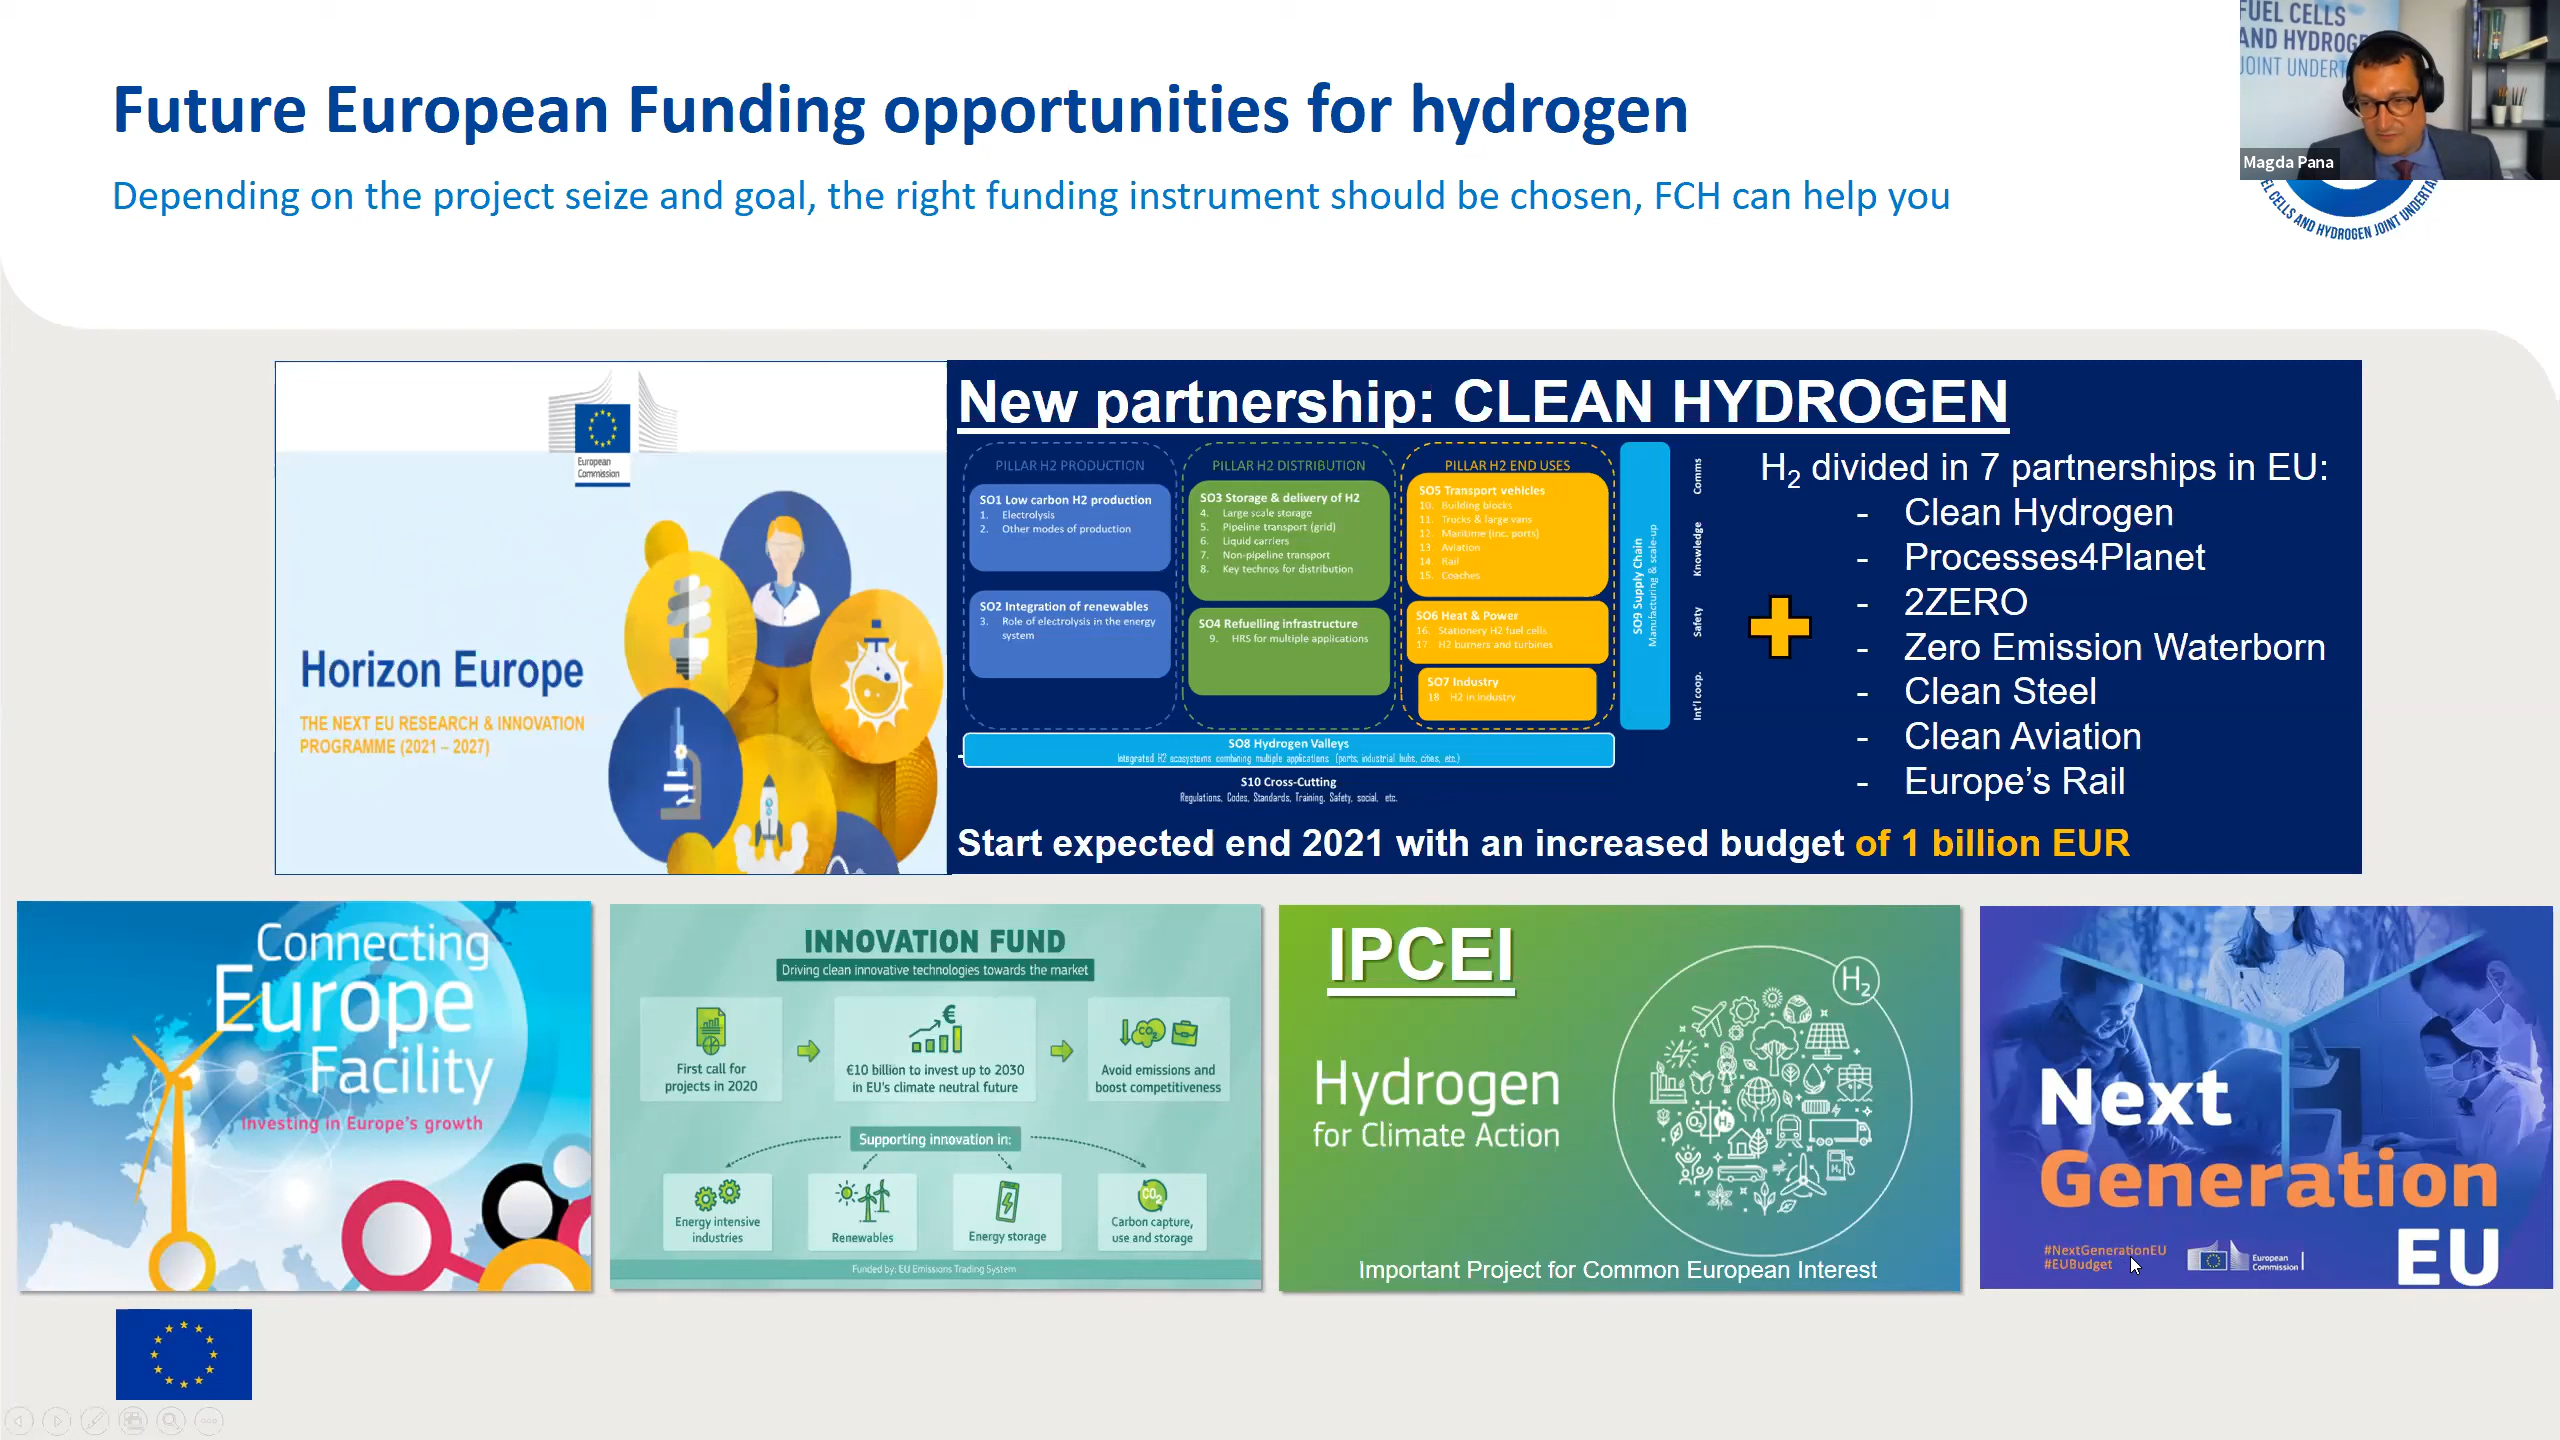 Future European Funding opportunities for hydrogen
Depending on the project seize and goal, the right funding instrument should be chosen, FCH can help you
FUEL CELLS
AND HYDROGE
JOINT UNDERT
Magda Pana
EL CELLS AND HYDROGEN JOINT UNDERTA
European
Commission
Horizon Europe
THE NEXT EU RESEARCH & INNOVATION
PROGRAMME (2021 – 2027)
New partnership: CLEAN HYDROGEN
PILLAR H2 PRODUCTION
SO1 Low carbon H2 production
1. Electrolysis
2. Other modes of production
SO2 Integration of renewables
3. Role of electrolysis in the energy
system
PILLAR H2 DISTRIBUTION
SO3 Storage & delivery of H2
4. Large scale storage
5. Pipeline transport (grid)
6. Liquid carriers
7. Non-pipeline transport
8. Key technos for distribution
SO4 Refuelling infrastructure
9. HRS for multiple applications
PILLAR H2 END USES
SO5 Transport vehicles
10. Building blocks
11. Trucks & large vans
12. Maritime (inc. ports)
13. Aviation
14. Rail
15. Coaches
SO6 Heat & Power
16. Stationery H2 fuel cells
17 H2 burners and turbines
SO7 Industry
18 H2 in industry
SO9 Supply Chain
Manufacturing & scale-up
Comms
Knowledge
Safety
Int'l coop.
SO8 Hydrogen Valleys
Integrated H2 ecosystems combining multiple applications (ports, industrial hubs, cities, etc.)
S10 Cross-Cutting
Regulations, Codes, Standards, Training, Safety, social, etc.
H2 divided in 7 partnerships in EU:
- Clean Hydrogen
- Processes4Planet
- 2ZERO
- Zero Emission Waterborn
- Clean Steel
- Clean Aviation
- Europe's Rail
Start expected end 2021 with an increased budget of 1 billion EUR
Connecting
Europe
Facility
Investing in Europe's growth
INNOVATION FUND
Driving clean innovative technologies towards the market
First call for
projects in 2020
€
€10 billion to invest up to 2030
in EU's climate neutral future
CO2
Avoid emissions and
boost competitiveness
Supporting innovation in:
Energy intensive
industries
Renewables
Energy storage
CO2
Carbon capture,
use and storage
Funded by: EU Emissions Trading System
IPCEI
H2
Hydrogen
for Climate Action
Important Project for Common European Interest
Next
Generation
EU
#NextGenerationEU
#EUBudget
European
Commission